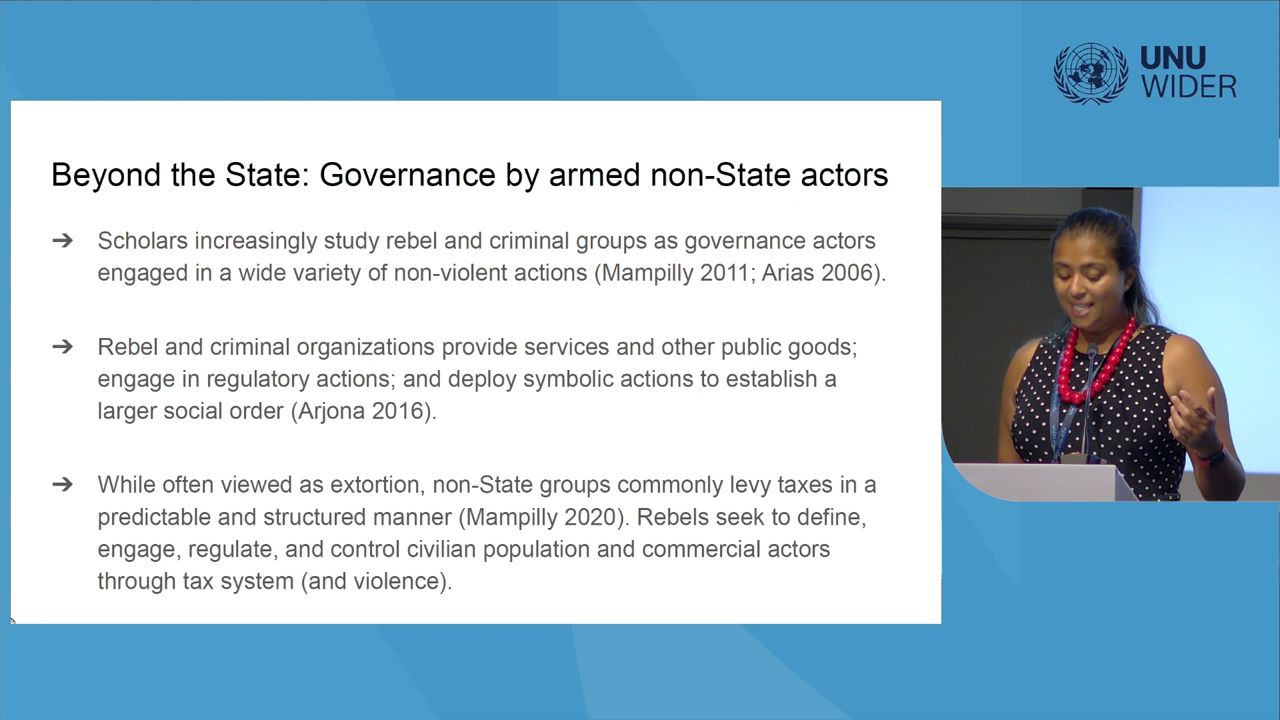 UNU
WIDER
Beyond the State: Governance by armed non-State actors
➔ Scholars increasingly study rebel and criminal groups as governance actors
engaged in a wide variety of non-violent actions (Mampilly 2011; Arias 2006).
➔ Rebel and criminal organizations provide services and other public goods;
engage in regulatory actions; and deploy symbolic actions to establish a
larger social order (Arjona 2016).
➔ While often viewed as extortion, non-State groups commonly levy taxes in a
predictable and structured manner (Mampilly 2020). Rebels seek to define,
engage, regulate, and control civilian population and commercial actors
through tax system (and violence).